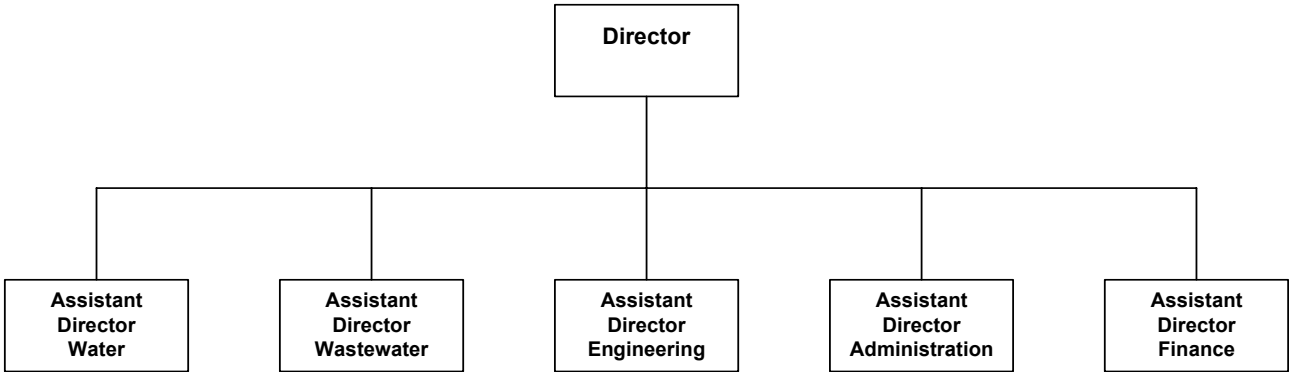 Director
Assistant
Director
Water
Assistant
Director
Wastewater
Assistant
Director
Engineering
Assistant
Director
Administration
Assistant
Director
Finance